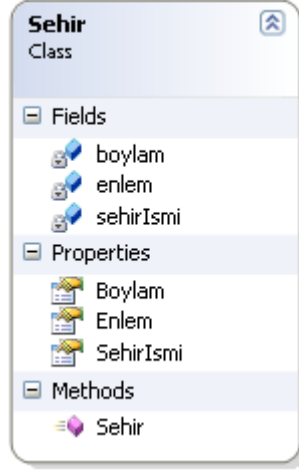 Sehir
Class
Fields
boylam
enlem
sehirIsmi
Properties
Boylam
Enlem
SehirIsmi
Methods
Sehir